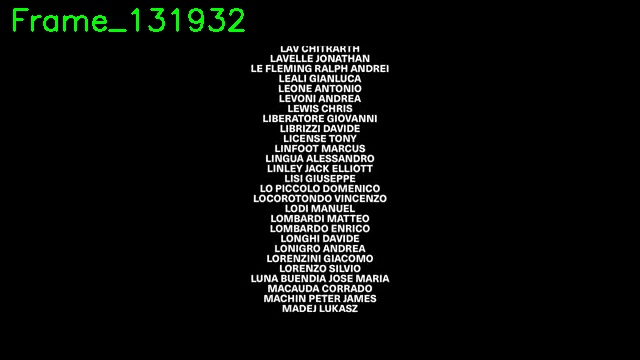 Frame_131932
LAV CHITRARTH
LAVELLE JONATHAN
LE FLEMING RALPH ANDREI
LEALI GIANLUCA
LEONE ANTONIO
LEVONI ANDREA
LEWIS CHRIS
LIBERATORE GIOVANNI
LIBRIZZI DAVIDE
LICENSE TONY
LINFOOT MARCUS
LINGUA ALESSANDRO
LINLEY JACK ELLIOTT
LISI GIUSEPPE
LO PICCOLO DOMENICO
LOCOROTONDO VINCENZO
LODI MANUEL
LOMBARDI MATTEO
LOMBARDO ENRICO
LONGHI DAVIDE
LONIGRO ANDREA
LORENZINI GIACOMO
LORENZO SILVIO
LUNA BUENDIA JOSE MARIA
MACAUDA CORRADO
MACHIN PETER JAMES
MADEJ LUKASZ